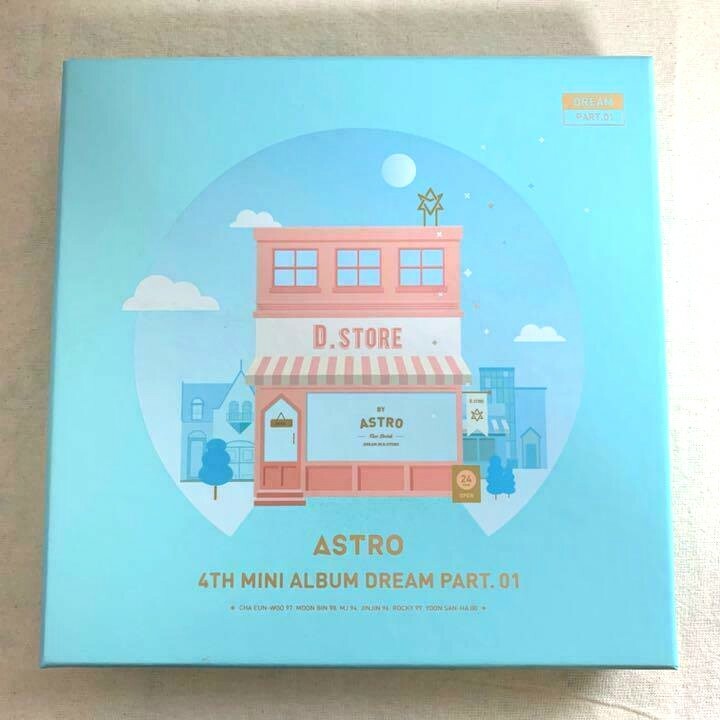 DREAM
PART.01
D.STORE
BY
ASTRO
D.STORE
24
OPEN
ASTRO
4TH MINI ALBUM DREAM PART. 01
CHA EUN-WOO 97, MOON BIN 98, MJ 94, JINJIN 96, ROCKY 99, YOON SAN-HA 00